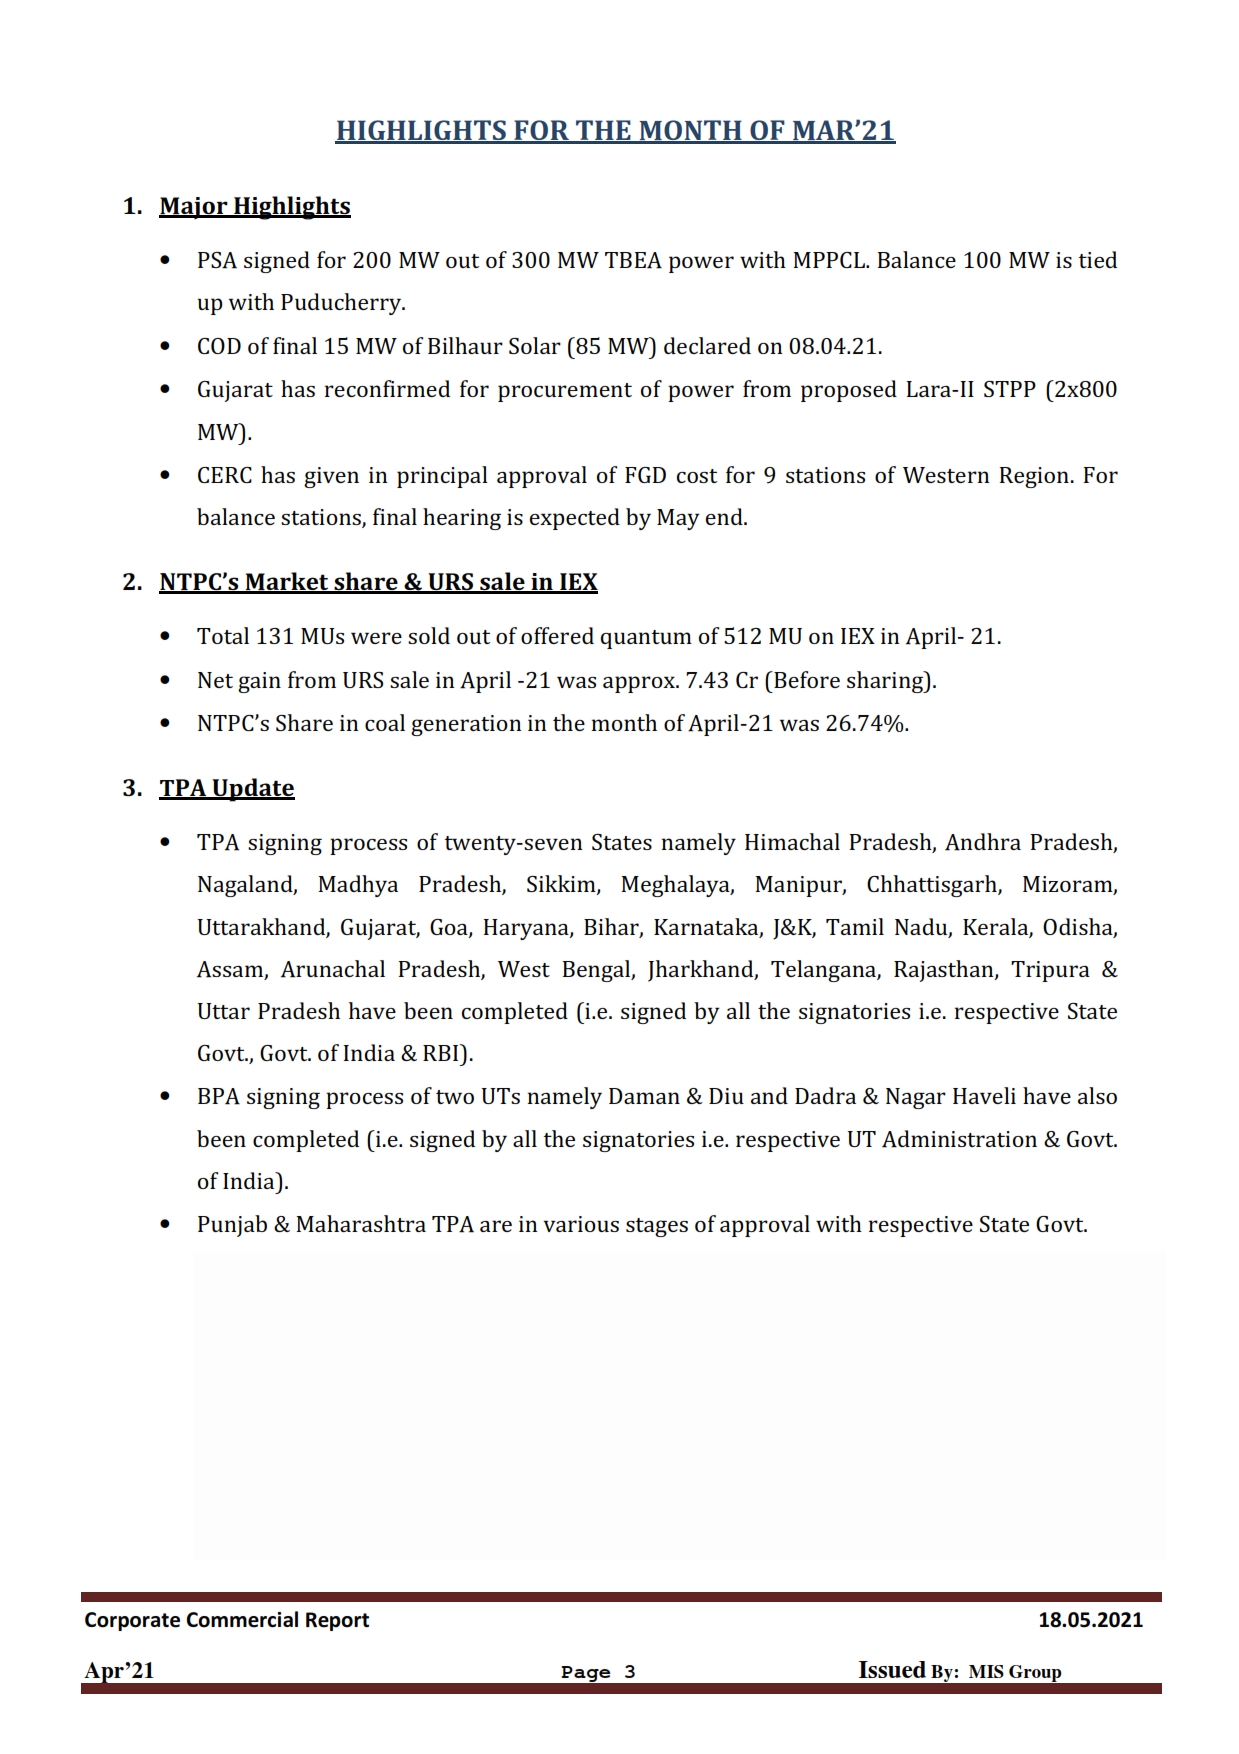 HIGHLIGHTS FOR THE MONTH OF MAR’21
1. Major Highlights
• PSA signed for 200 MW out of 300 MW TBEA power with MPPCL. Balance 100 MW is tied
up with Puducherry.
• COD of final 15 MW of Bilhaur Solar (85 MW) declared on 08.04.21.
• Gujarat has reconfirmed for procurement of power from proposed Lara-II STPP (2x800
MW).
• CERC has given in principal approval of FGD cost for 9 stations of Western Region. For
balance stations, final hearing is expected by May end.
2. NTPC’s Market share & URS sale in IEX
• Total 131 MUs were sold out of offered quantum of 512 MU on IEX in April- 21.
• Net gain from URS sale in April -21 was approx. 7.43 Cr (Before sharing).
• NTPC’s Share in coal generation in the month of April-21 was 26.74%.
3. TPA Update
• TPA signing process of twenty-seven States namely Himachal Pradesh, Andhra Pradesh,
Nagaland, Madhya Pradesh, Sikkim, Meghalaya, Manipur, Chhattisgarh, Mizoram,
Uttarakhand, Gujarat, Goa, Haryana, Bihar, Karnataka, J&K, Tamil Nadu, Kerala, Odisha,
Assam, Arunachal Pradesh, West Bengal, Jharkhand, Telangana, Rajasthan, Tripura &
Uttar Pradesh have been completed (i.e. signed by all the signatories i.e. respective State
Govt., Govt. of India & RBI).
• BPA signing process of two UTs namely Daman & Diu and Dadra & Nagar Haveli have also
been completed (i.e. signed by all the signatories i.e. respective UT Administration & Govt.
of India).
• Punjab & Maharashtra TPA are in various stages of approval with respective State Govt.
Corporate Commercial Report 18.05.2021
Apr’21 Page 3 Issued By: MIS Group